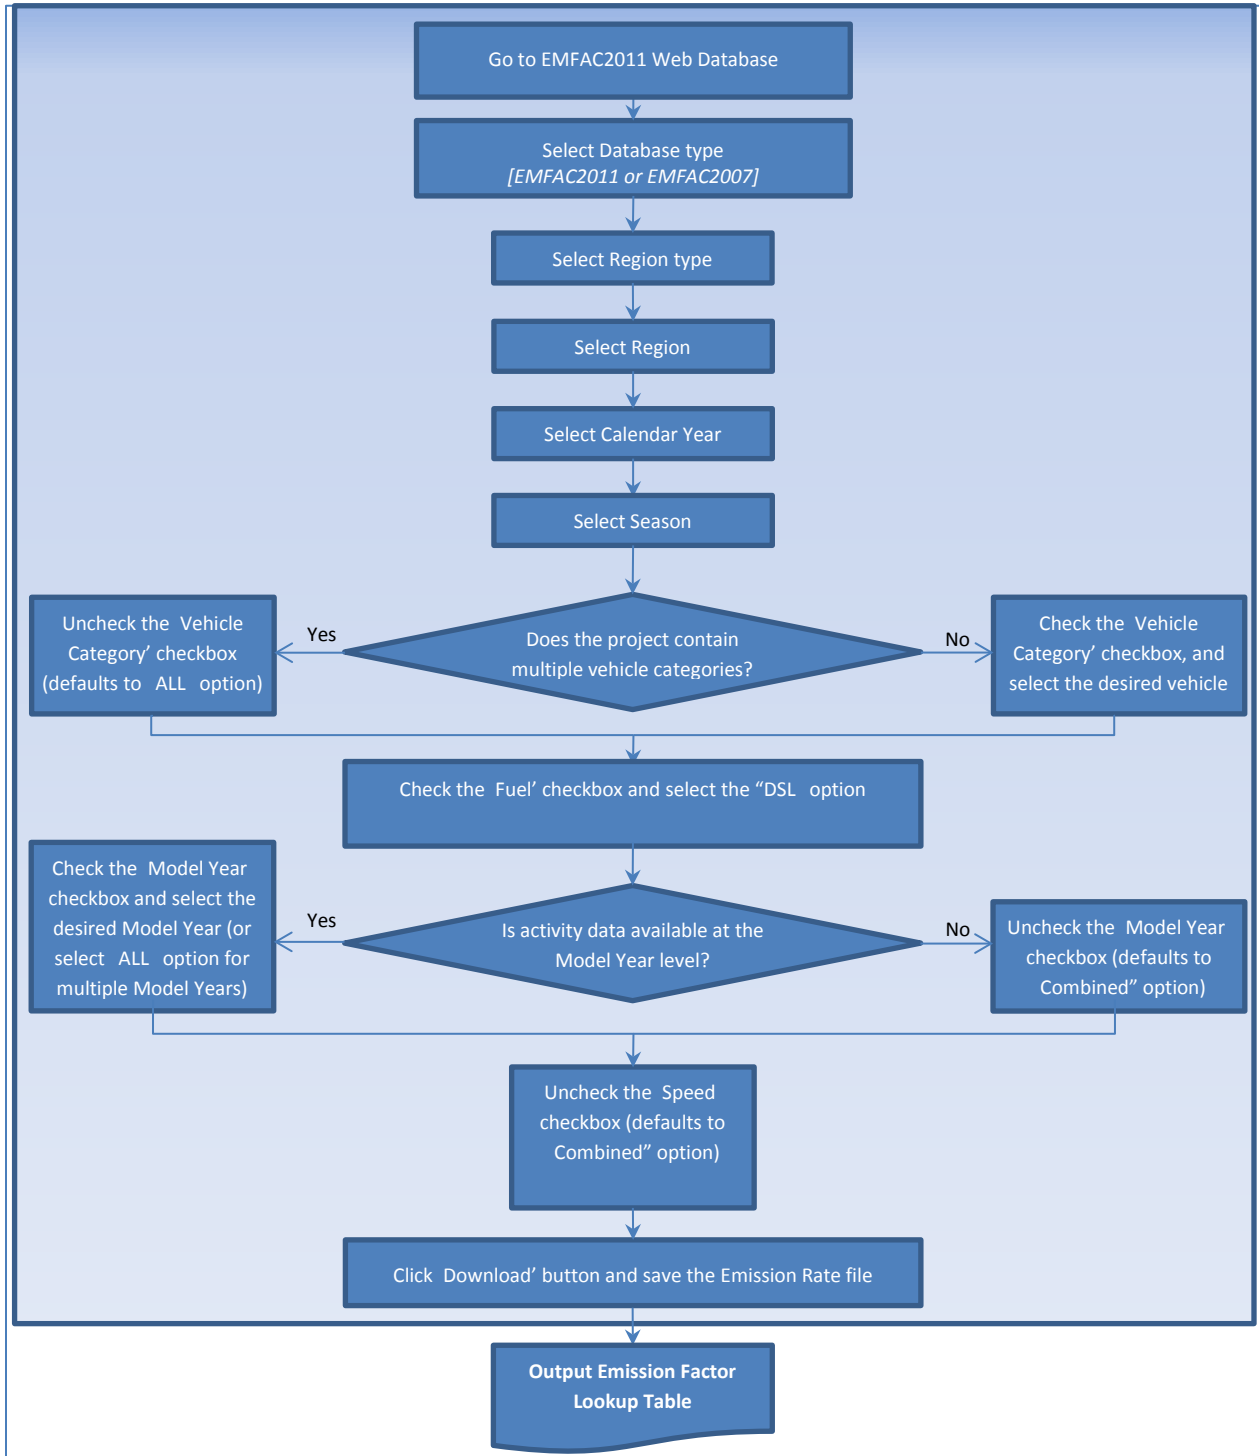 Go to EMFAC2011 Web Database
Select Database type
[EMFAC2011 or EMFAC2007]
Select Region type
Select Region
Select Calendar Year
Select Season
Does the project contain
multiple vehicle categories?
Yes
Uncheck the Vehicle
Category’ checkbox
(defaults to ALL option)
No
Check the Vehicle
Category’ checkbox, and
select the desired vehicle
Check the Fuel’ checkbox and select the “DSL option
Is activity data available at the
Model Year level?
Yes
Check the Model Year
checkbox and select the
desired Model Year (or
select ALL option for
multiple Model Years)
No
Uncheck the Model Year
checkbox (defaults to
Combined” option)
Uncheck the Speed
checkbox (defaults to
Combined” option)
Click Download’ button and save the Emission Rate file
Output Emission Factor
Lookup Table